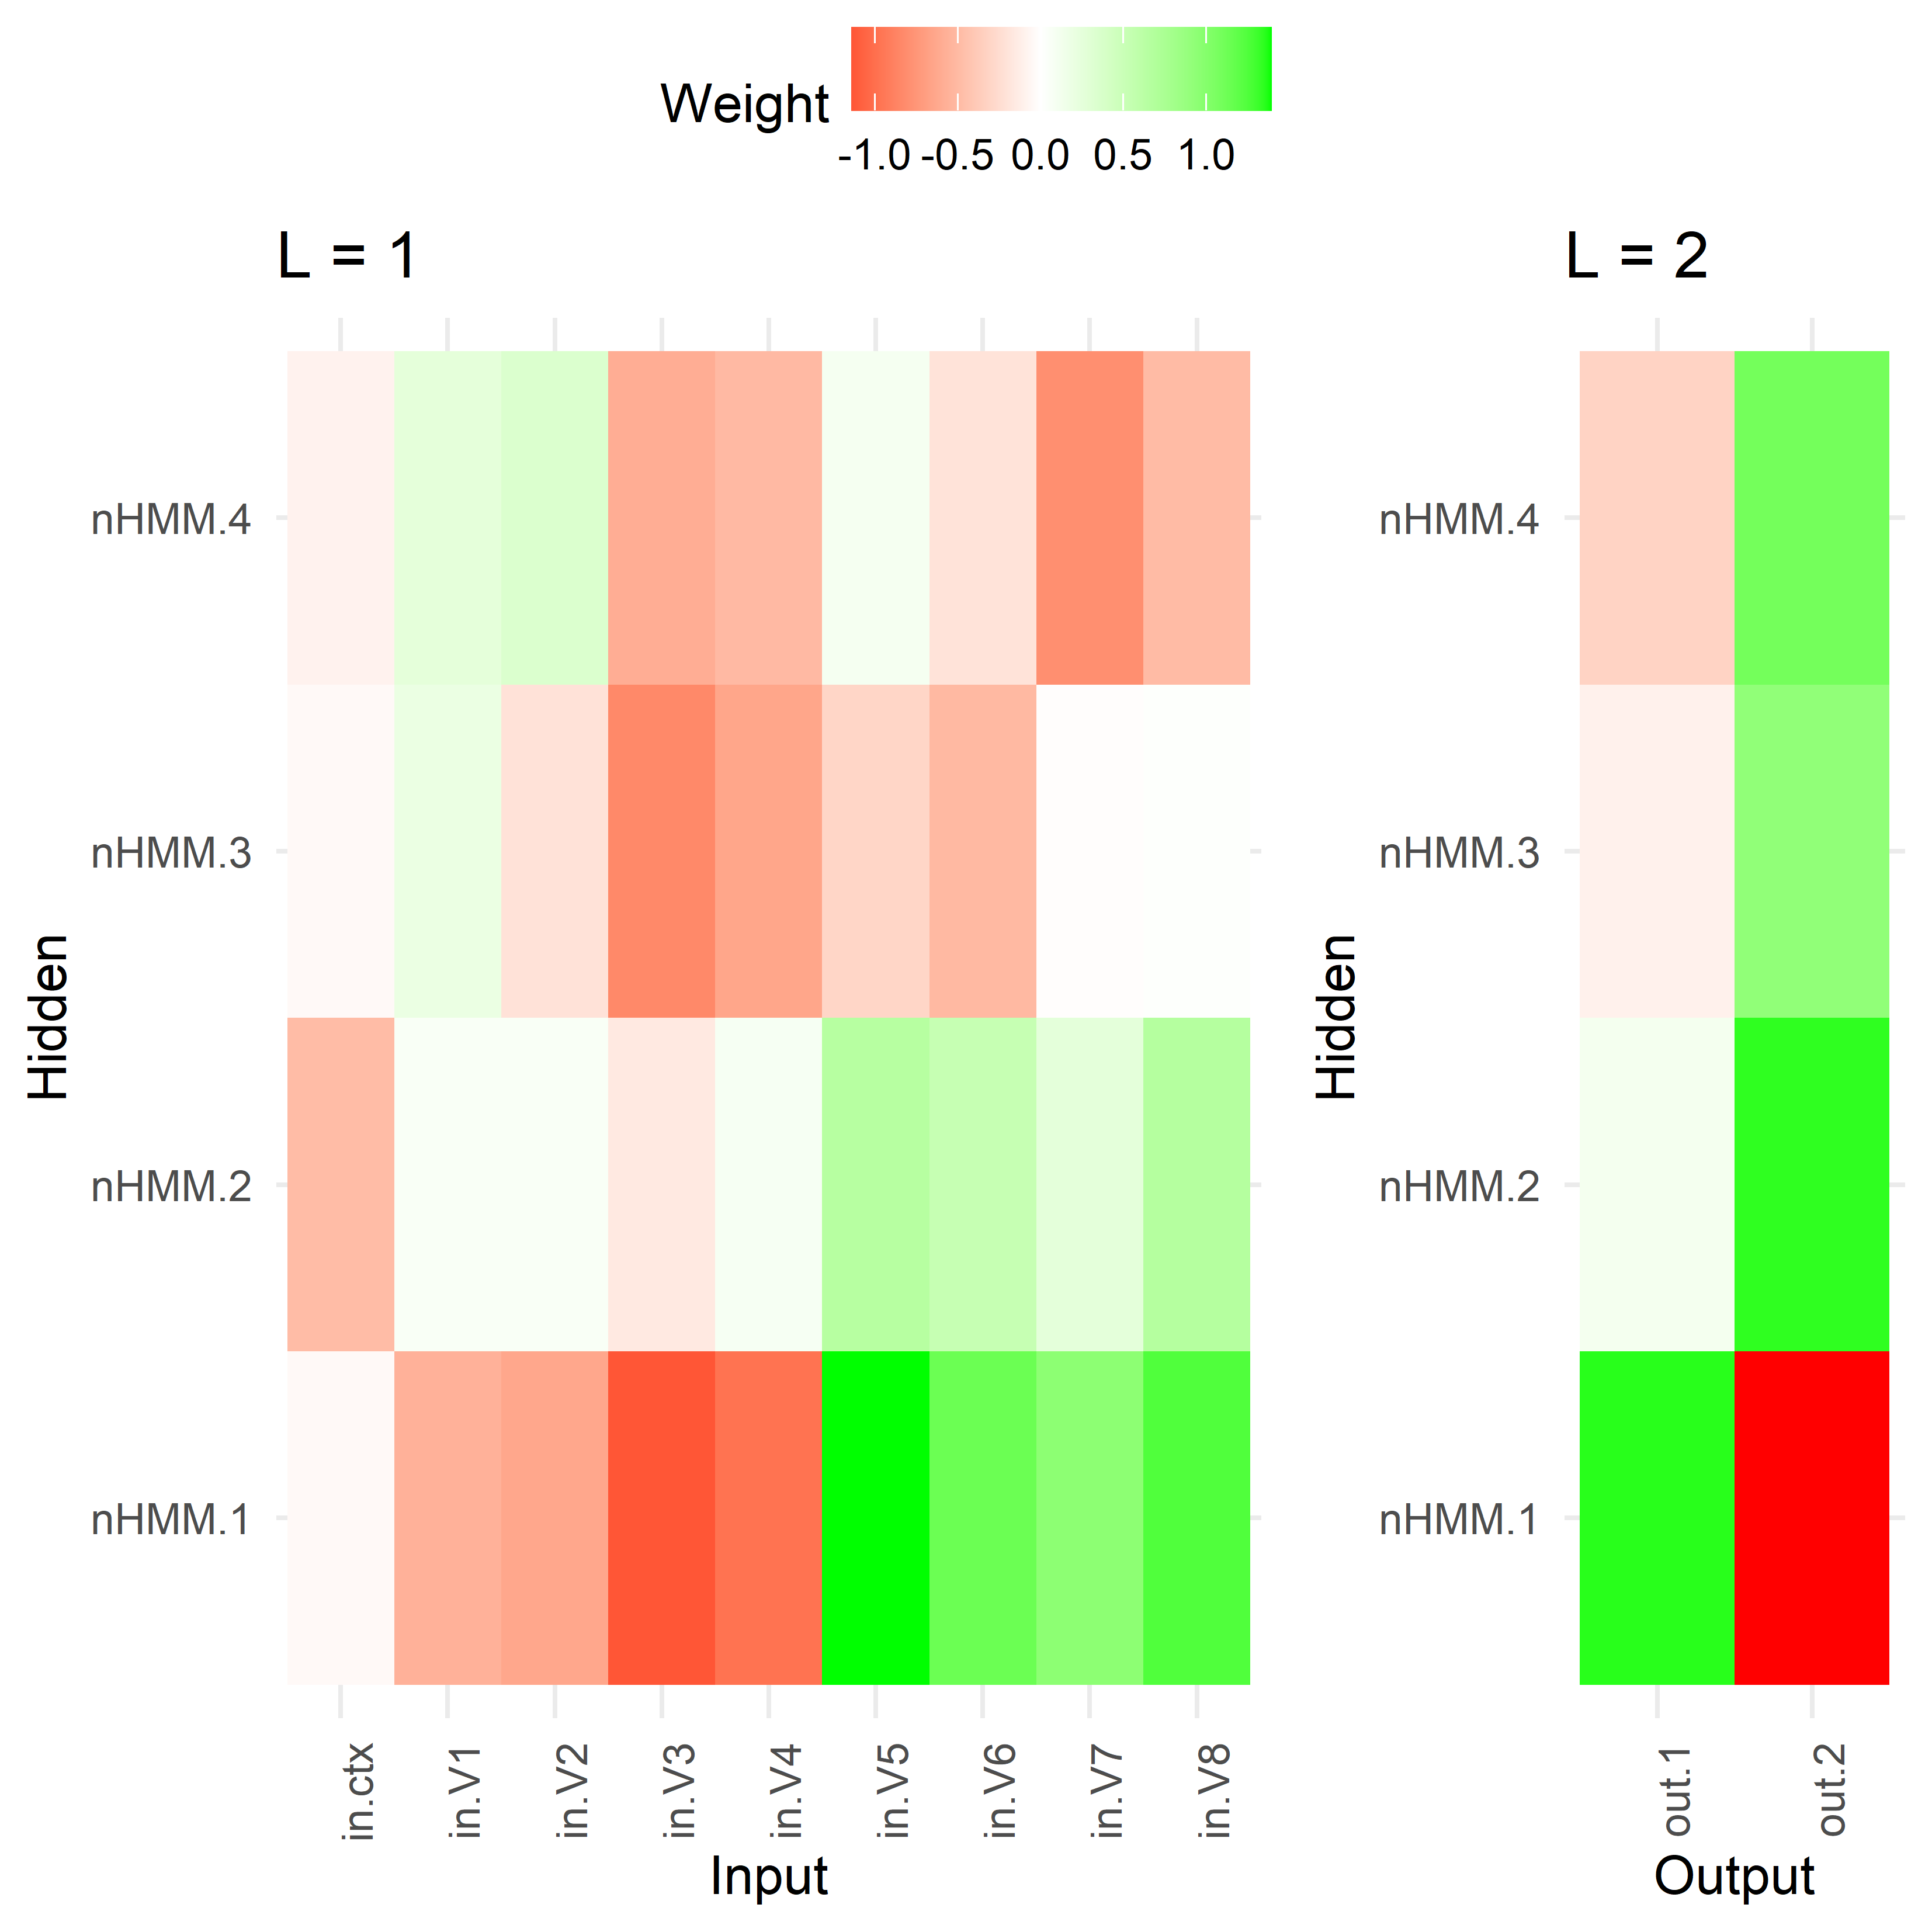 Weight
-1.0 -0.5 0.0 0.5 1.0
L = 1
nHMM.4
nHMM.3
nHMM.2
nHMM.1
Hidden
in.ctx in.V1 in.V2 in.V3 in.V4 in.V5 in.V6 in.V7 in.V8
Input
L = 2
nHMM.4
nHMM.3
nHMM.2
nHMM.1
Hidden
out.1 out.2
Output